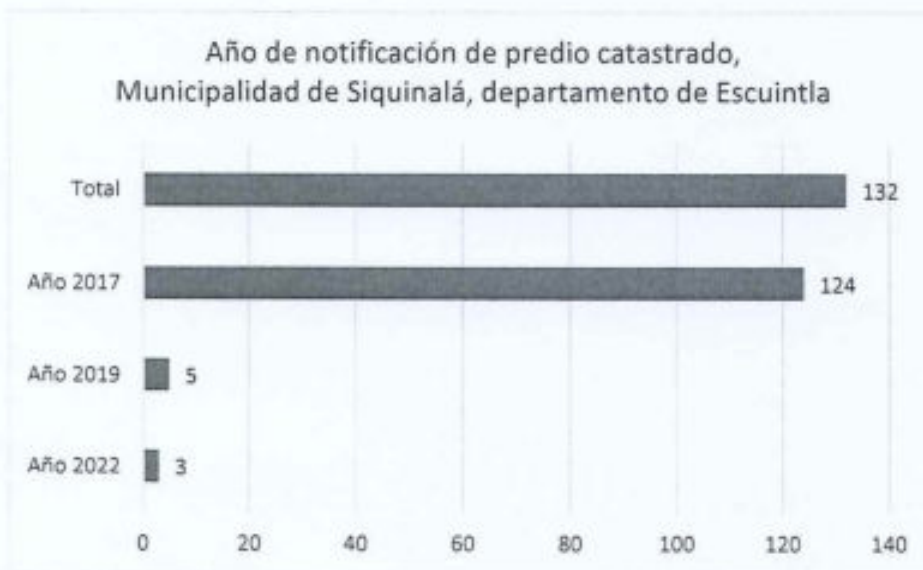 Año de notificación de predio catastrado,
Municipalidad de Siquinalá, departamento de Escuintla
Total 132
Año 2017 124
Año 2019 5
Año 2022 3
0 20 40 60 80 100 120 140